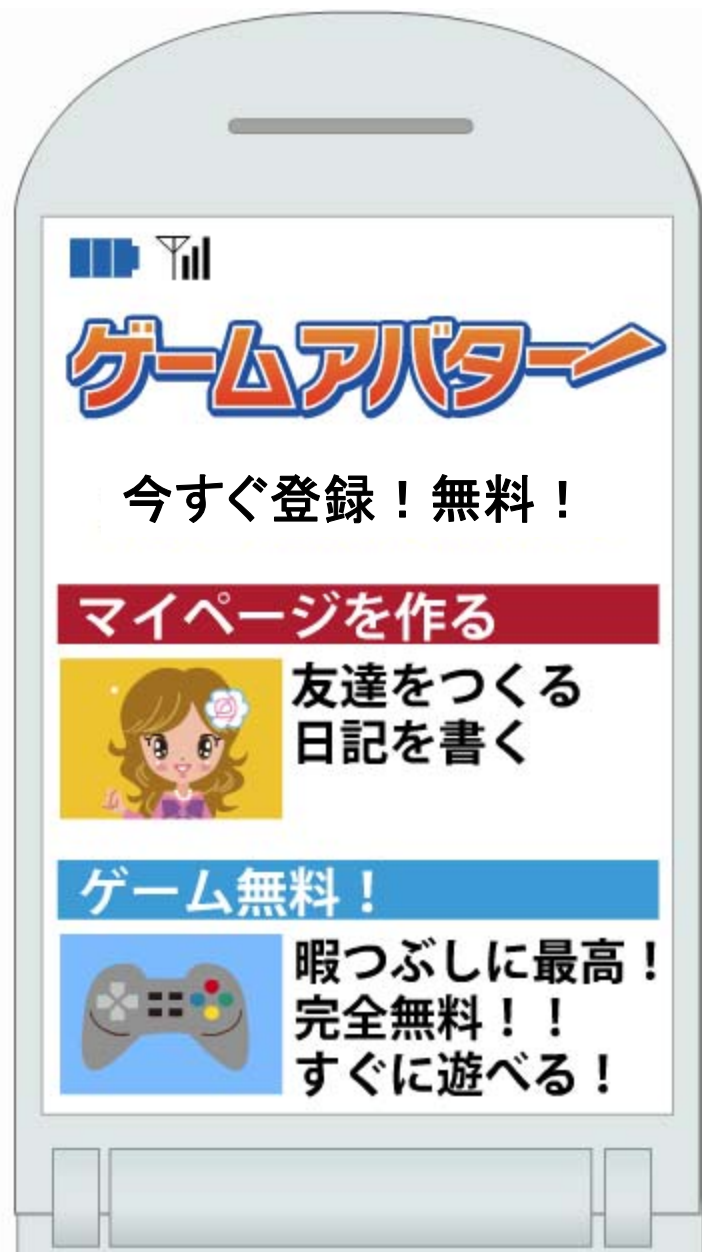 ゲームアバター
今すぐ登録！無料！
マイページを作る
友達をつくる
日記を書く
ゲーム無料！
暇つぶしに最高！
完全無料！！
すぐに遊べる！